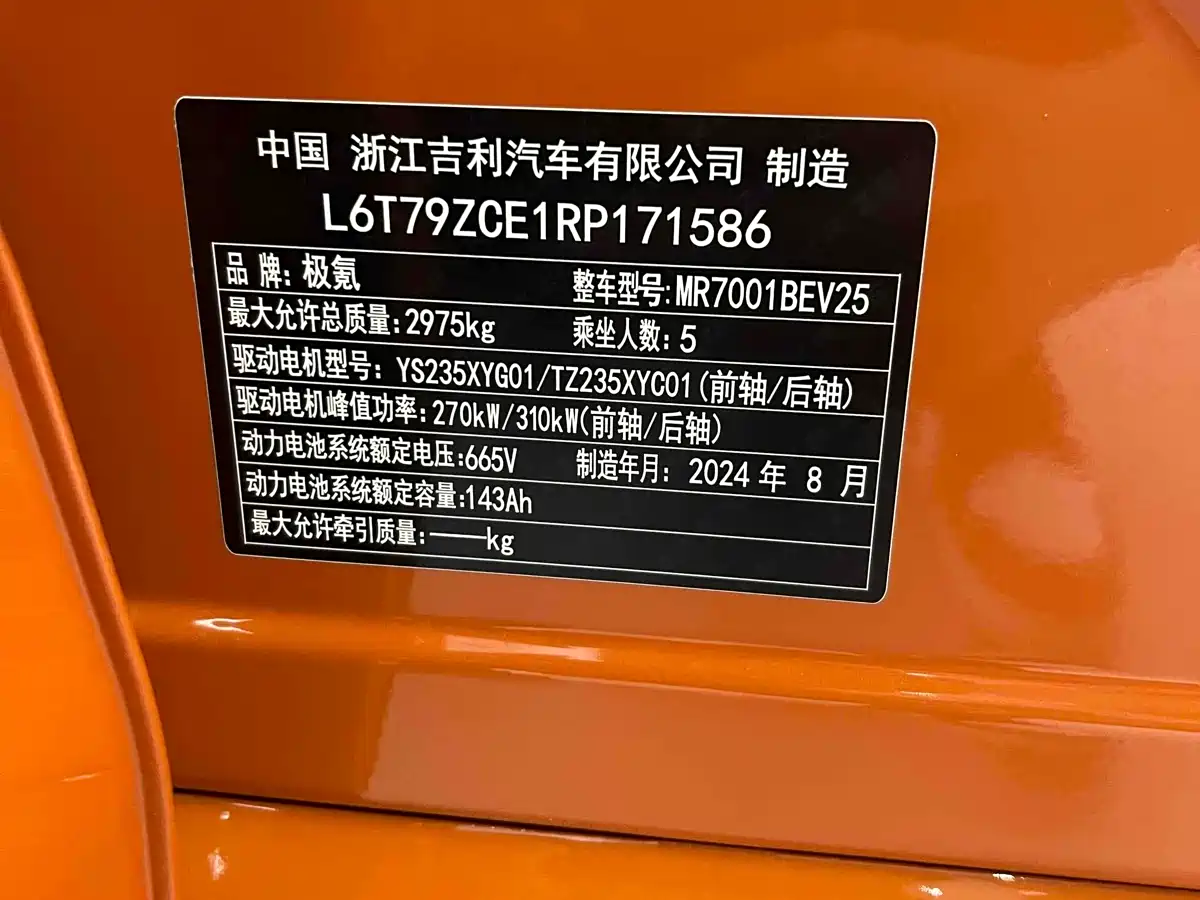 中国 浙江吉利汽车有限公司 制造
L6T79ZCE1RP171586
品 牌: 极氪 整车型号: MR7001BEV25
最大允许总质量: 2975kg 乘坐人数: 5
驱动电机型号: YS235XYG01/TZ235XYC01 (前轴/后轴)
驱动电机峰值功率: 270kW/310kW(前轴/后轴)
动力电池系统额定电压: 665V 制造年月: 2024 年 8 月
动力电池系统额定容量: 143Ah
最大允许牵引质量: ——kg